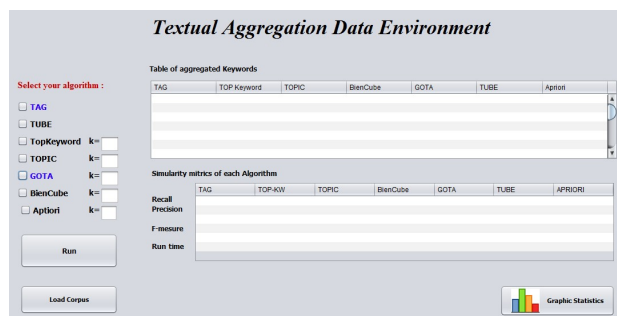 Textual Aggregation Data Environment
Table of aggregated Keywords
TAG TOP Keyword TOPIC BienCube GOTA TUBE Apriori
Select your algorithm :
TAG
TUBE
TopKeyword k=
TOPIC k=
GOTA k=
BienCube k=
Aptiori k=
Run
Load Corpus
Simularity mitrics of each Algorithm
TAG TOP-KW TOPIC BienCube GOTA TUBE APRIORI
Recall
Precision
F-mesure
Run time
Graphic Statistics